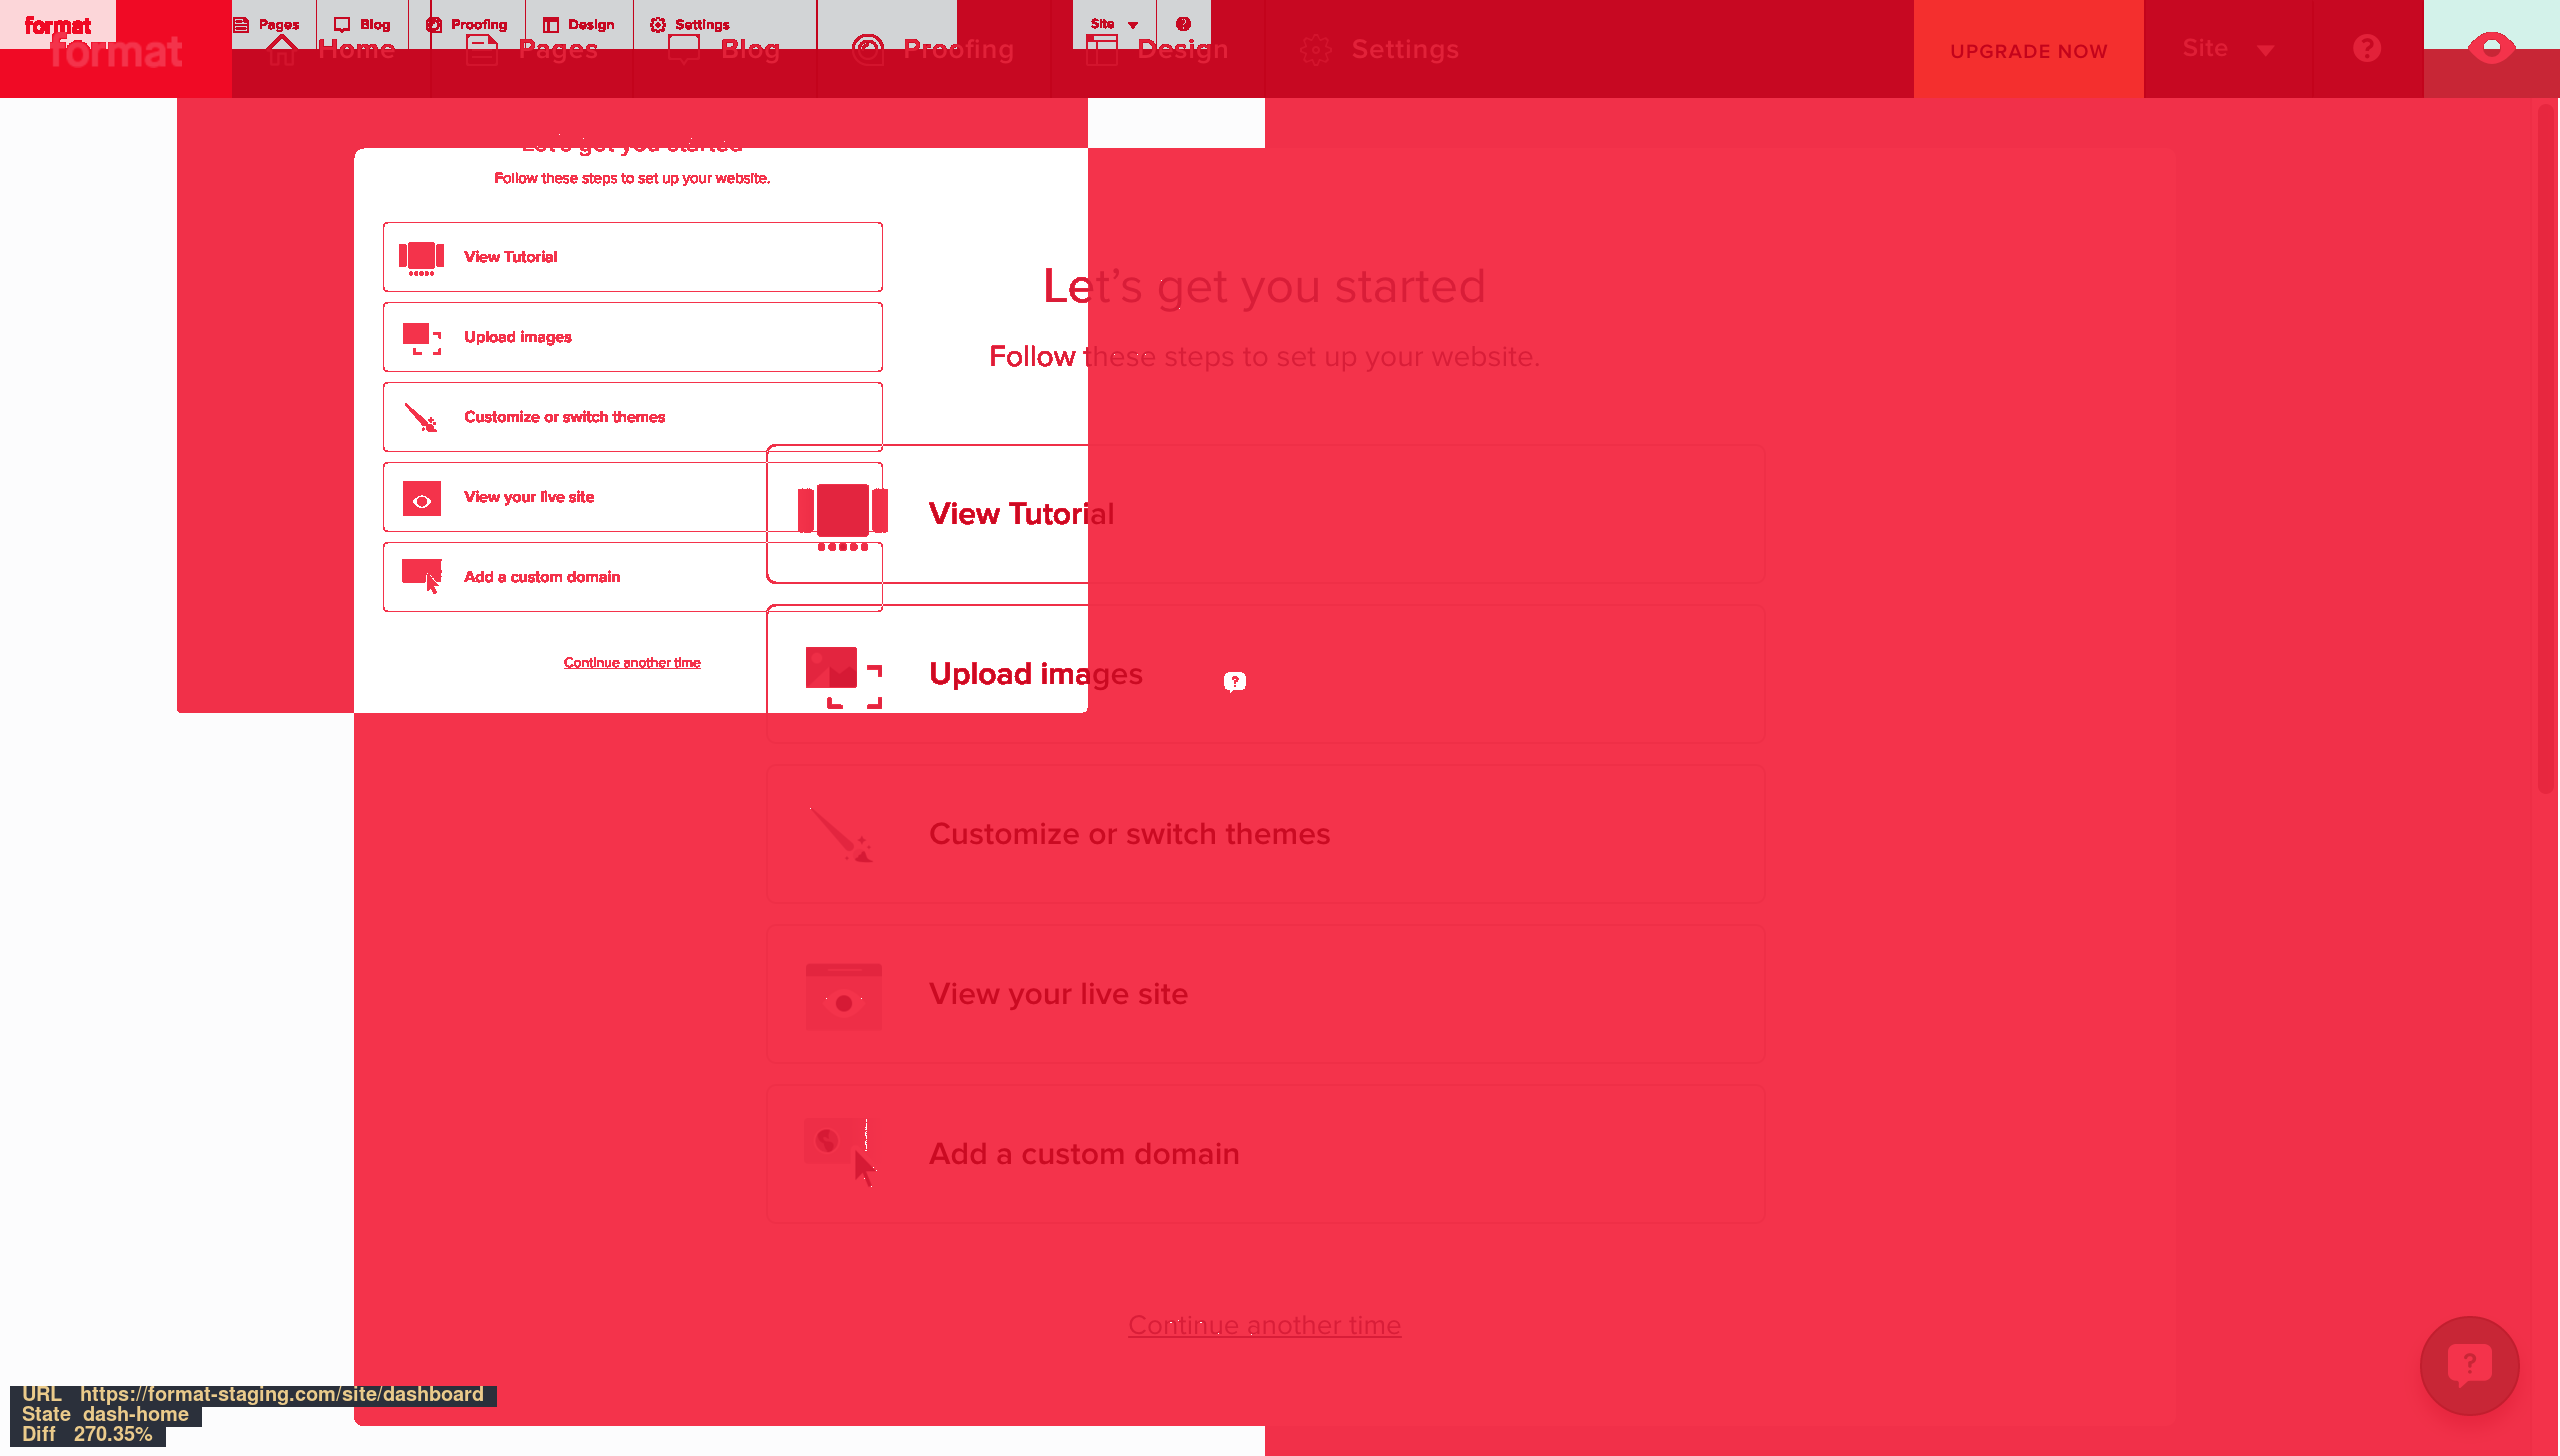 format Pages Blog Proofing Design Settings Site ?
format Home Pages Blog Proofing Design Settings UPGRADE NOW Site ?
Let's get you started
Follow these steps to set up your website.
View Tutorial
Upload images
Customize or switch themes
View your live site
Add a custom domain
Continue another time
Let’s get you started
Follow these steps to set up your website.
View Tutorial
Upload images
?
Customize or switch themes
View your live site
Add a custom domain
Continue another time
?
URL https://format-staging.com/site/dashboard
State dash-home
Diff 270.35%